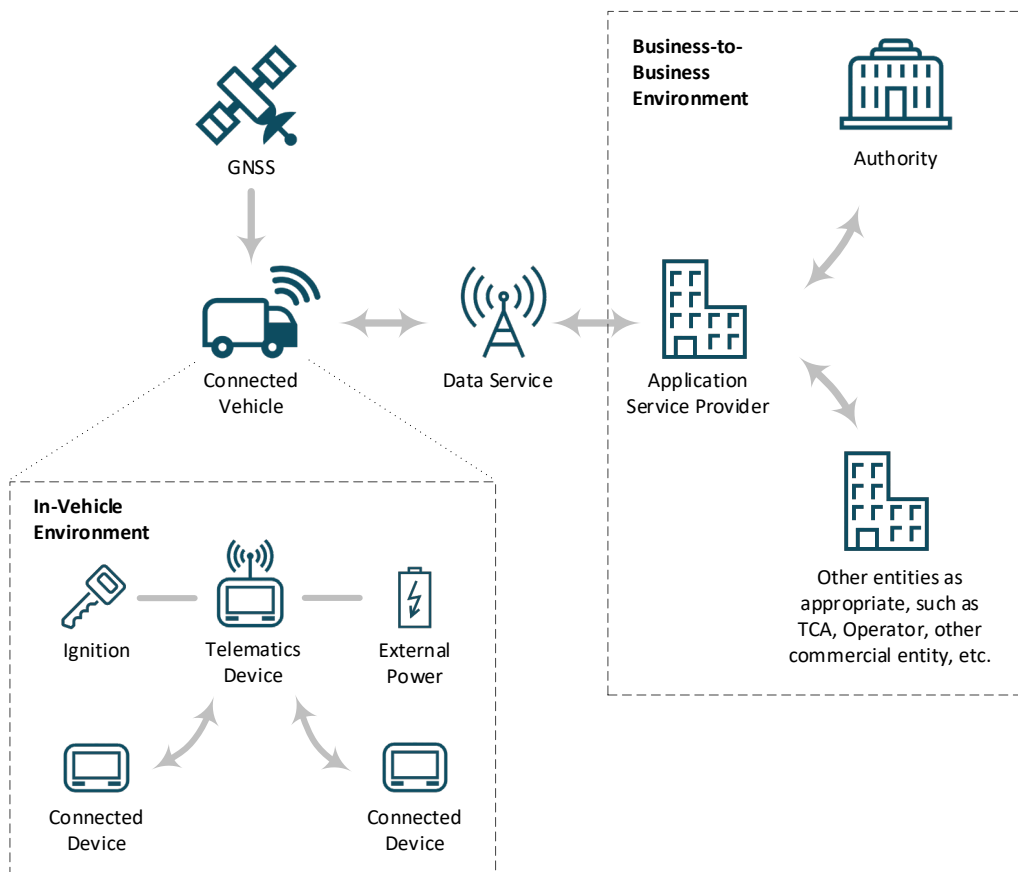 Business-to-
Business
Environment
Authority
GNSS
Connected
Vehicle
Data Service
Application
Service Provider
Other entities as
appropriate, such as
TCA, Operator, other
commercial entity, etc.
In-Vehicle
Environment
Ignition
Telematics
Device
External
Power
Connected
Device
Connected
Device